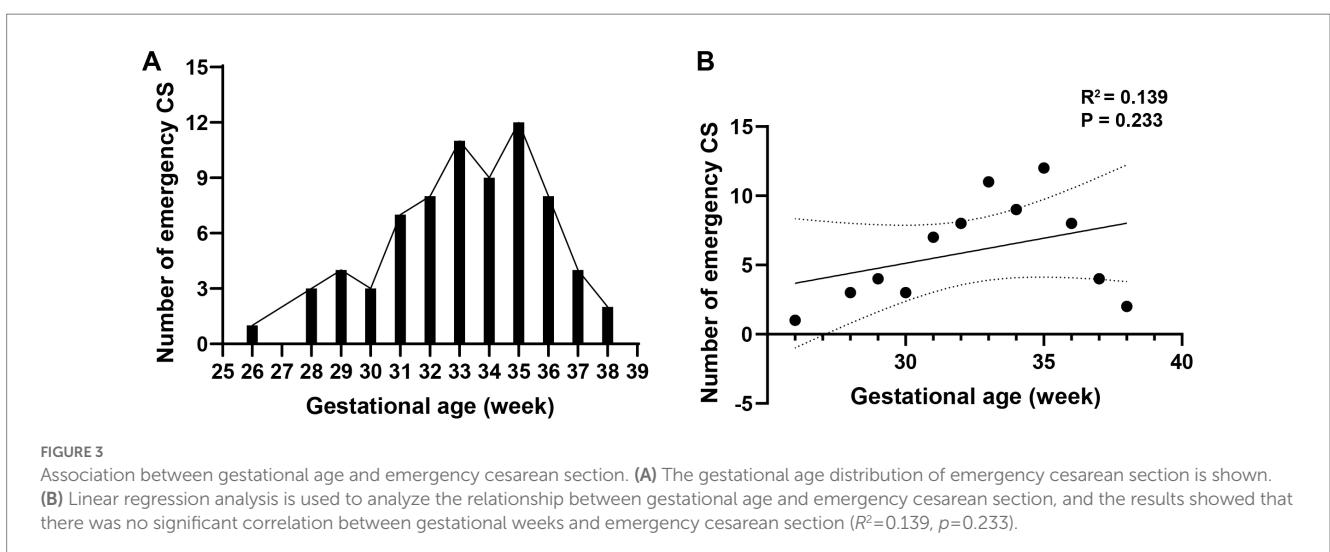 A
15
12
9
6
3
0
Number of emergency CS
25 26 27 28 29 30 31 32 33 34 35 36 37 38 39
Gestational age (week)
B
R² = 0.139
P = 0.233
15
10
5
0
-5
Number of emergency CS
30 35 40
Gestational age (week)
FIGURE 3
Association between gestational age and emergency cesarean section. (A) The gestational age distribution of emergency cesarean section is shown.
(B) Linear regression analysis is used to analyze the relationship between gestational age and emergency cesarean section, and the results showed that
there was no significant correlation between gestational weeks and emergency cesarean section (R²=0.139, p=0.233).